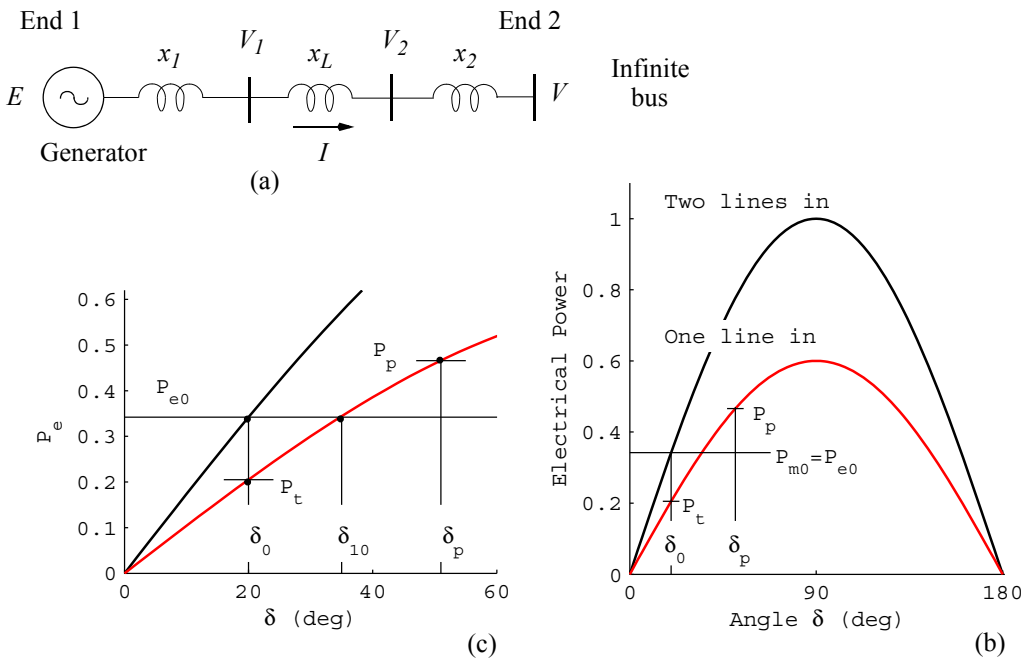 End 1
End 2
E
x1
V1
xL
V2
x2
V
Infinite
bus
Generator
I
(a)
0.6
0.5
0.4
0.3
0.2
0.1
0
Pe
Pe0
Pp
Pt
δ0
δ10
δp
0
20
40
60
δ (deg)
(c)
1
0.8
0.6
0.4
0.2
0
Electrical Power
Two lines in
One line in
Pp
Pm0=Pe0
Pt
δ0
δp
0
90
180
Angle δ (deg)
(b)